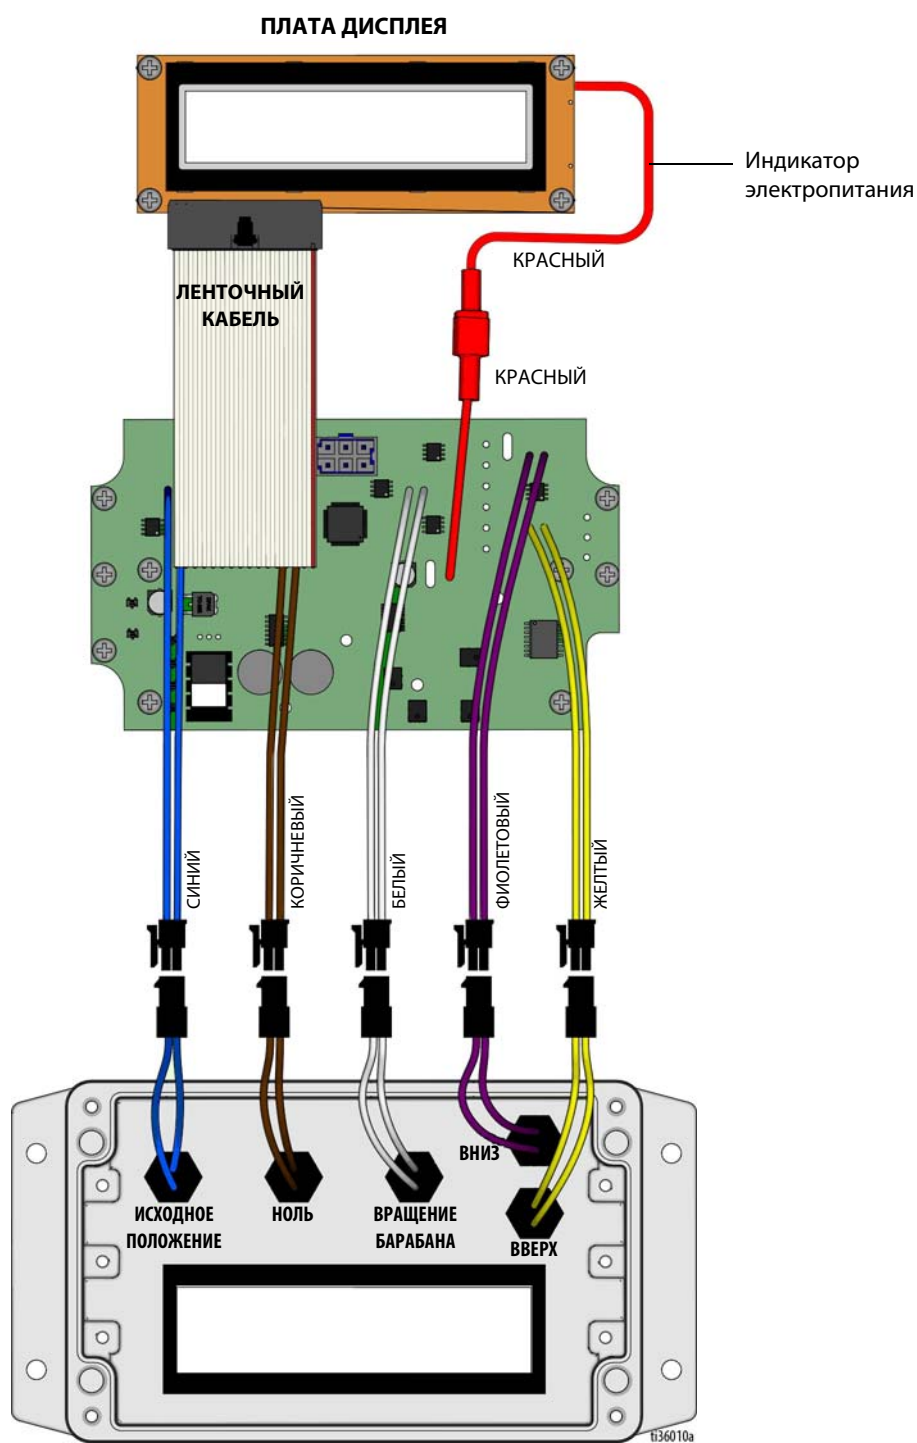 ПЛАТА ДИСПЛЕЯ
Индикатор
электропитания
КРАСНЫЙ
ЛЕНТОЧНЫЙ
КАБЕЛЬ
КРАСНЫЙ
СИНИЙ
КОРИЧНЕВЫЙ
БЕЛЫЙ
ФИОЛЕТОВЫЙ
ЖЕЛТЫЙ
ВНИЗ
ИСХОДНОЕ
ПОЛОЖЕНИЕ
НОЛЬ
ВРАЩЕНИЕ
БАРАБАНА
ВВЕРХ
ti36010a